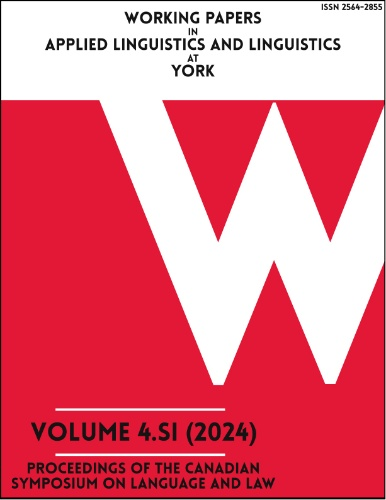 ISSN 2564-2855
WORKING PAPERS
IN
APPLIED LINGUISTICS AND LINGUISTICS
AT
YORK
W
VOLUME 4.SI (2024)
PROCEEDINGS OF THE CANADIAN
SYMPOSIUM ON LANGUAGE AND LAW